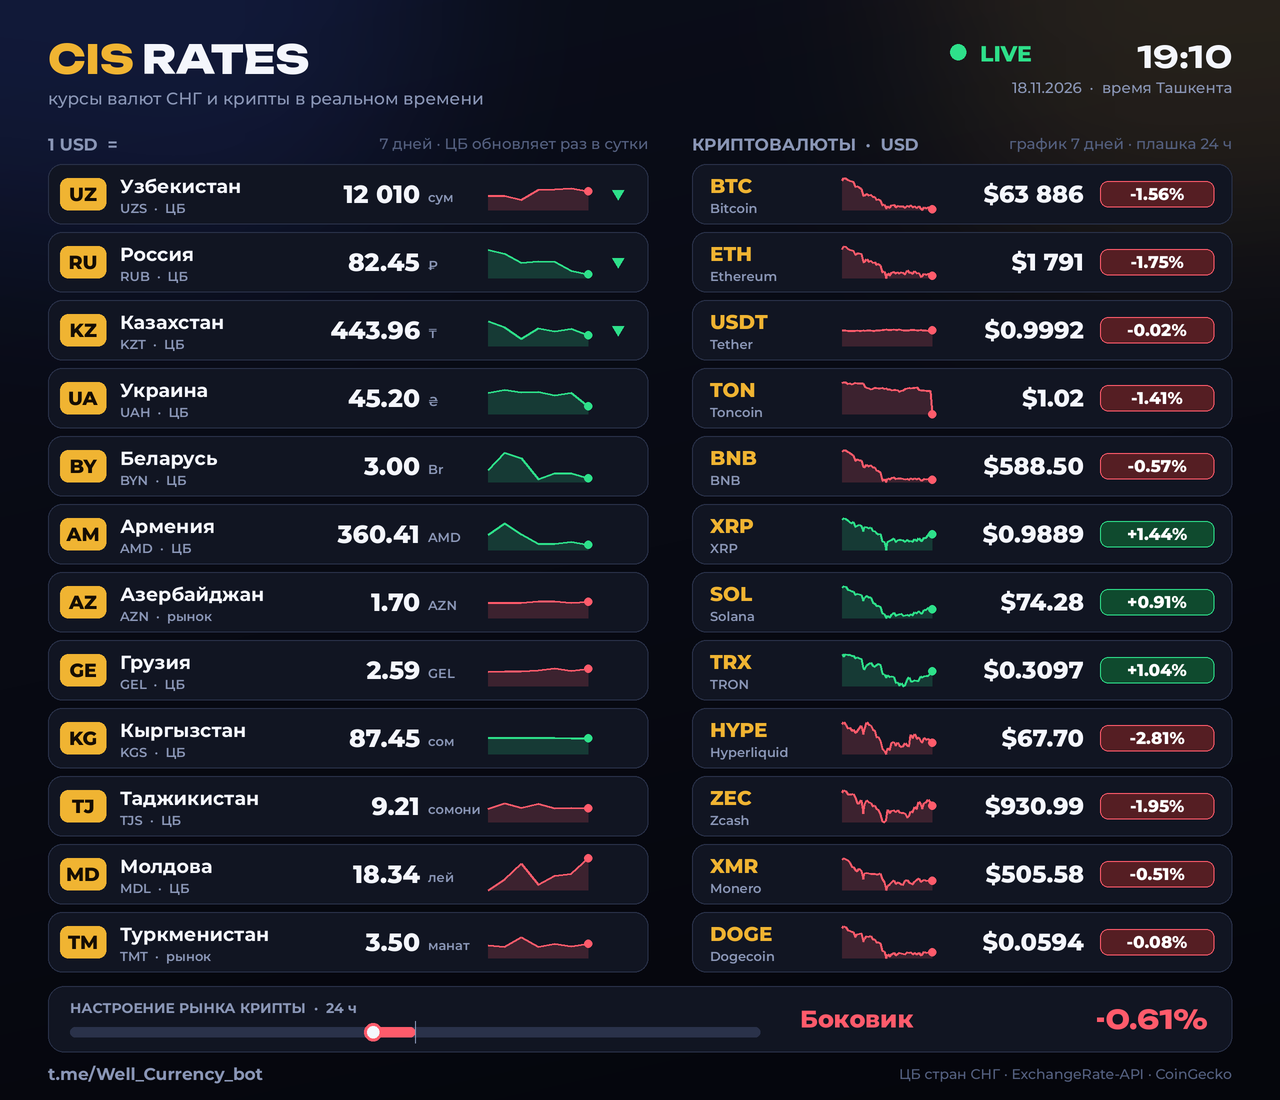 CIS RATES
курсы валют СНГ и крипты в реальном времени
LIVE 19:10
18.11.2026 · время Ташкента
1 USD =
7 дней · ЦБ обновляет раз в сутки
UZ Узбекистан 12 010 сум
UZS · ЦБ
RU Россия 82.45 ₽
RUB · ЦБ
KZ Казахстан 443.96 ₸
KZT · ЦБ
UA Украина 45.20 ₴
UAH · ЦБ
BY Беларусь 3.00 Br
BYN · ЦБ
AM Армения 360.41 AMD
AMD · ЦБ
AZ Азербайджан 1.70 AZN
AZN · рынок
GE Грузия 2.59 GEL
GEL · ЦБ
KG Кыргызстан 87.45 сом
KGS · ЦБ
TJ Таджикистан 9.21 сомони
TJS · ЦБ
MD Молдова 18.34 лей
MDL · ЦБ
TM Туркменистан 3.50 манат
TMT · рынок
КРИПТОВАЛЮТЫ · USD
график 7 дней · плашка 24 ч
BTC $63 886 -1.56%
Bitcoin
ETH $1 791 -1.75%
Ethereum
USDT $0.9992 -0.02%
Tether
TON $1.02 -1.41%
Toncoin
BNB $588.50 -0.57%
BNB
XRP $0.9889 +1.44%
XRP
SOL $74.28 +0.91%
Solana
TRX $0.3097 +1.04%
TRON
HYPE $67.70 -2.81%
Hyperliquid
ZEC $930.99 -1.95%
Zcash
XMR $505.58 -0.51%
Monero
DOGE $0.0594 -0.08%
Dogecoin
НАСТРОЕНИЕ РЫНКА КРИПТЫ · 24 ч
Боковик -0.61%
t.me/Well_Currency_bot
ЦБ стран СНГ · ExchangeRate-API · CoinGecko